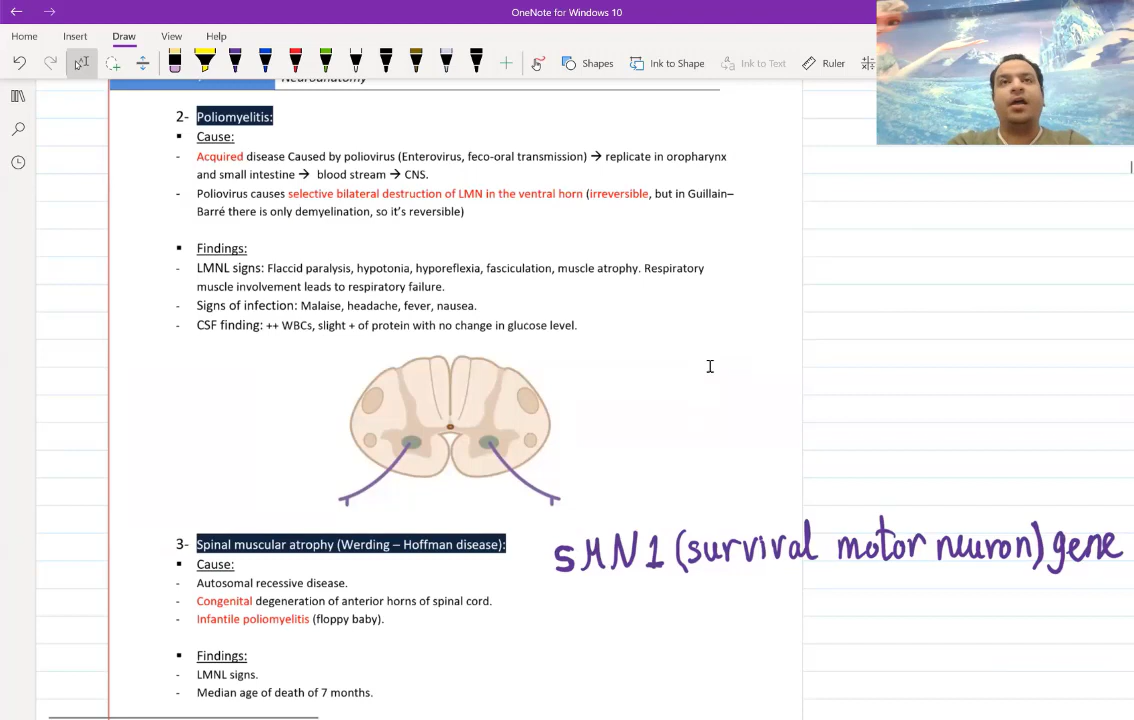 OneNote for Windows 10
Home Insert Draw View Help
Shapes Ink to Shape Ink to Text Ruler
Neuroanatomy
2- Poliomyelitis:
▪ Cause:
- Acquired disease Caused by poliovirus (Enterovirus, feco-oral transmission) → replicate in oropharynx
and small intestine → blood stream → CNS.
- Poliovirus causes selective bilateral destruction of LMN in the ventral horn (irreversible, but in Guillain–
Barré there is only demyelination, so it's reversible)
▪ Findings:
- LMNL signs: Flaccid paralysis, hypotonia, hyporeflexia, fasciculation, muscle atrophy. Respiratory
muscle involvement leads to respiratory failure.
- Signs of infection: Malaise, headache, fever, nausea.
- CSF finding: ++ WBCs, slight + of protein with no change in glucose level.
3- Spinal muscular atrophy (Werding – Hoffman disease):
SMN1 (survival motor neuron) gene
▪ Cause:
- Autosomal recessive disease.
- Congenital degeneration of anterior horns of spinal cord.
- Infantile poliomyelitis (floppy baby).
▪ Findings:
- LMNL signs.
- Median age of death of 7 months.